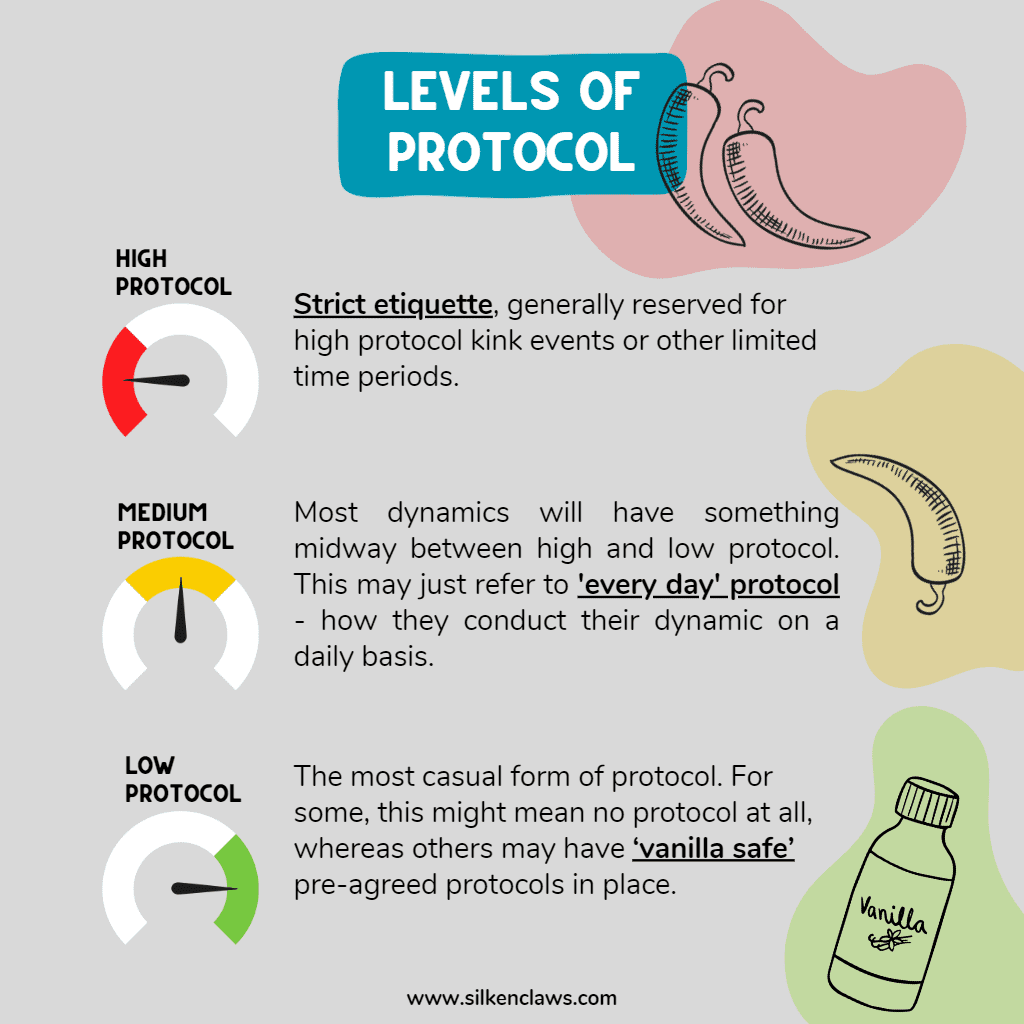 LEVELS OF
PROTOCOL
HIGH
PROTOCOL
Strict etiquette, generally reserved for
high protocol kink events or other limited
time periods.
MEDIUM
PROTOCOL
Most dynamics will have something
midway between high and low protocol.
This may just refer to 'every day' protocol
- how they conduct their dynamic on a
daily basis.
LOW
PROTOCOL
The most casual form of protocol. For
some, this might mean no protocol at all,
whereas others may have ‘vanilla safe’
pre-agreed protocols in place.
Vanilla
www.silkenclaws.com